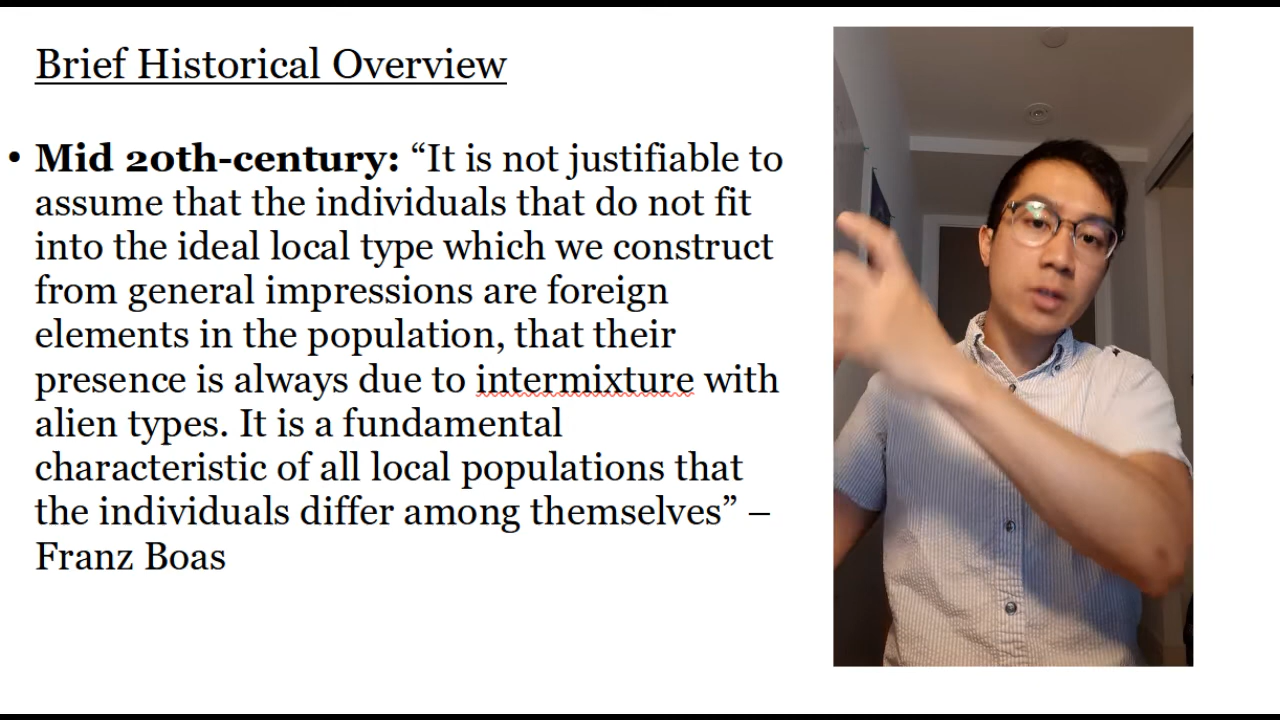 Brief Historical Overview
• Mid 20th-century: “It is not justifiable to
assume that the individuals that do not fit
into the ideal local type which we construct
from general impressions are foreign
elements in the population, that their
presence is always due to intermixture with
alien types. It is a fundamental
characteristic of all local populations that
the individuals differ among themselves” –
Franz Boas